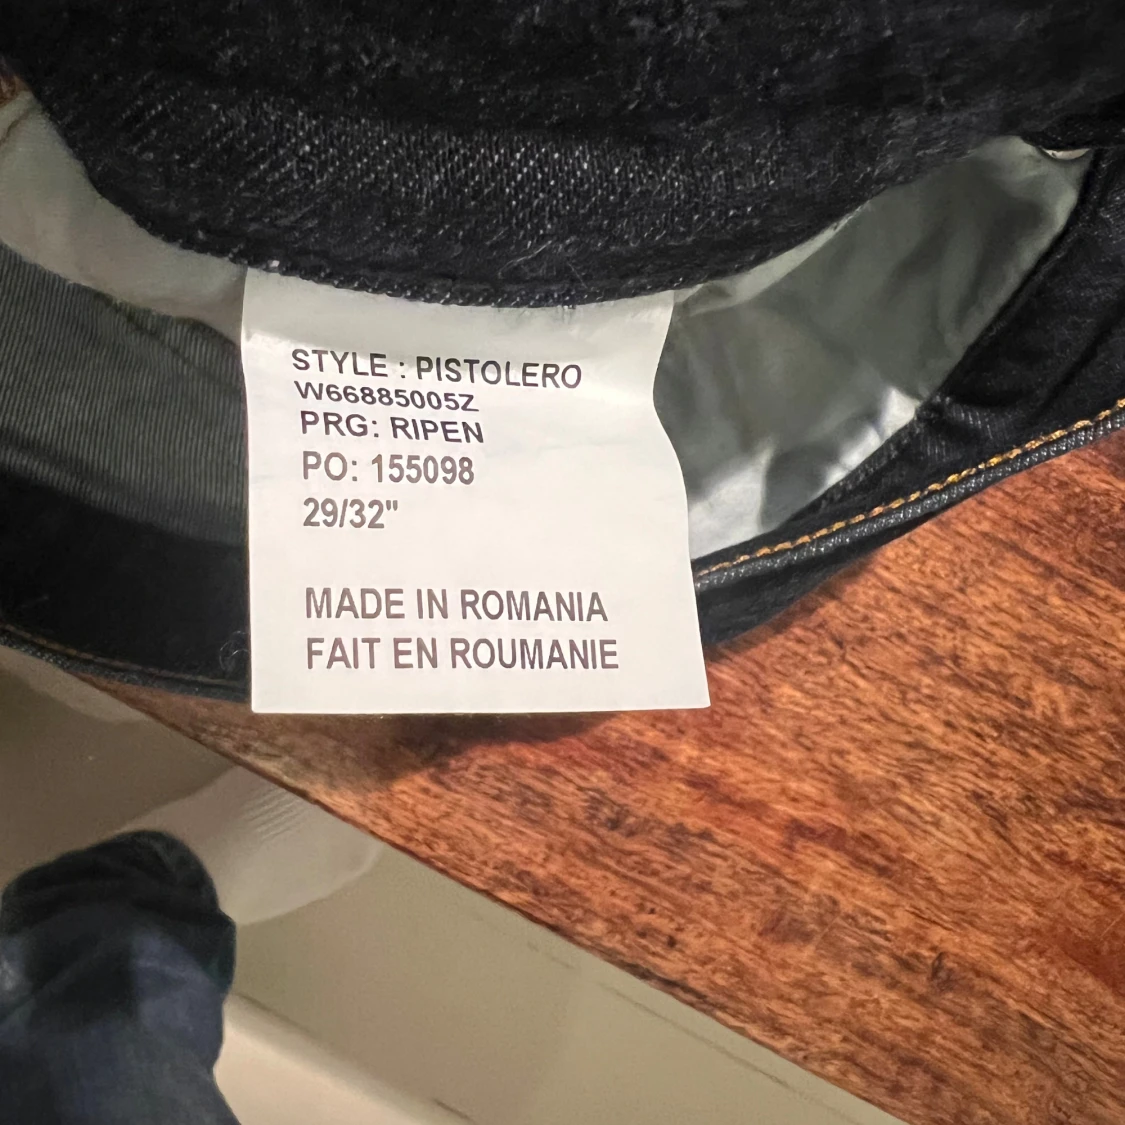 STYLE : PISTOLERO
W66885005Z
PRG: RIPEN
PO: 155098
29/32"
MADE IN ROMANIA
FAIT EN ROUMANIE